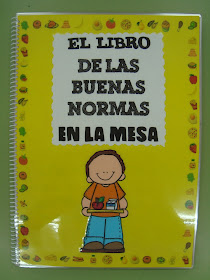 EL LIBRO
DE LAS
BUENAS
NORMAS
EN LA MESA